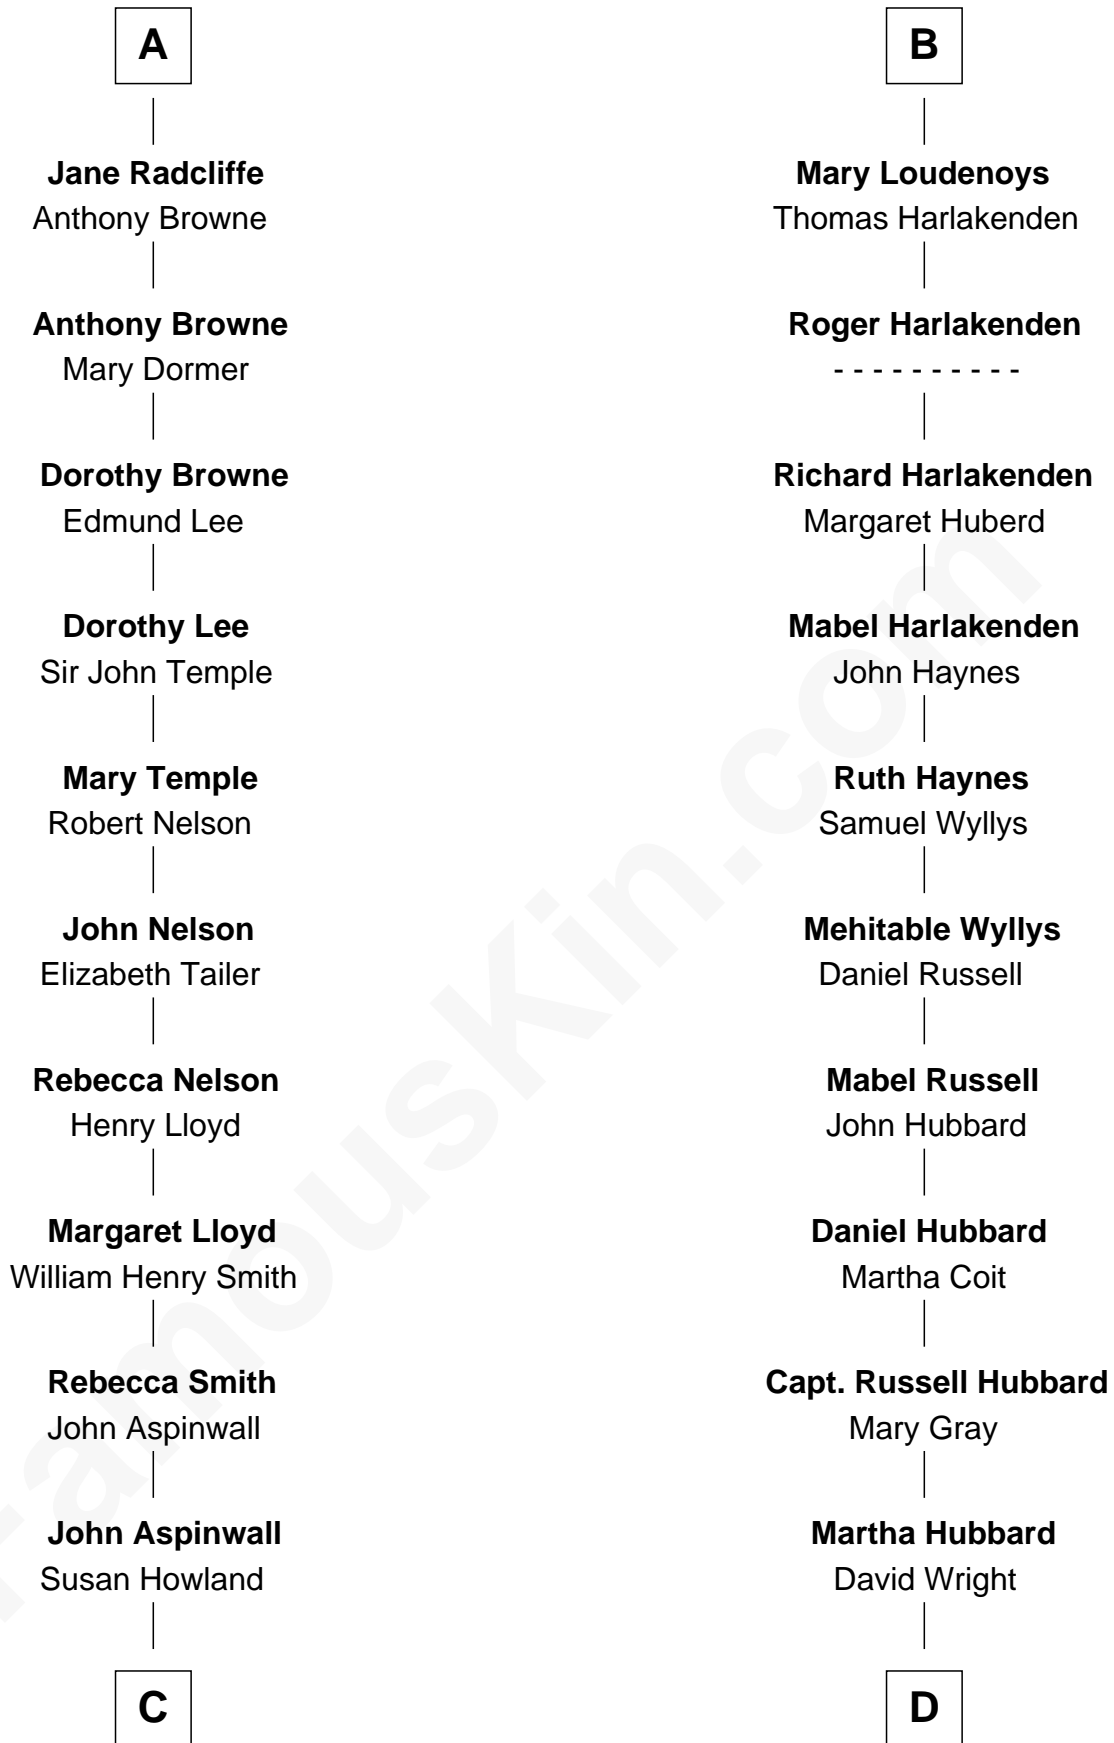 A
Jane Radcliffe
Anthony Browne
Anthony Browne
Mary Dormer
Dorothy Browne
Edmund Lee
Dorothy Lee
Sir John Temple
Mary Temple
Robert Nelson
John Nelson
Elizabeth Tailer
Rebecca Nelson
Henry Lloyd
Margaret Lloyd
William Henry Smith
Rebecca Smith
John Aspinwall
John Aspinwall
Susan Howland
C
B
Mary Loudenoys
Thomas Harlakenden
Roger Harlakenden
- - - - - - - - - -
Richard Harlakenden
Margaret Huberd
Mabel Harlakenden
John Haynes
Ruth Haynes
Samuel Wyllys
Mehitable Wyllys
Daniel Russell
Mabel Russell
John Hubbard
Daniel Hubbard
Martha Coit
Capt. Russell Hubbard
Mary Gray
Martha Hubbard
David Wright
D
FamousKin.com